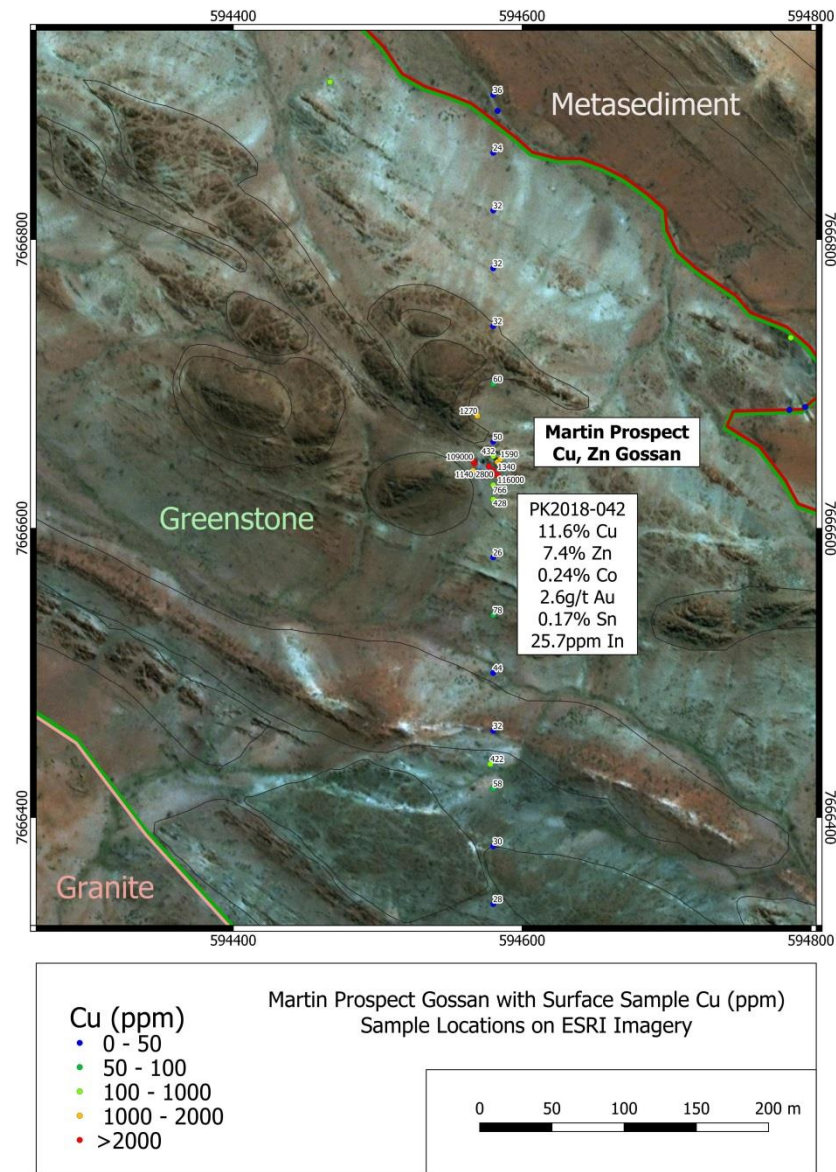 594400
594600
594800
36
Metasediment
24
32
7666800
7666800
32
32
60
1270
50
Martin Prospect
Cu, Zn Gossan
432
1590
109000
1340
1140
2800
116000
766
428
PK2018-042
11.6% Cu
7.4% Zn
0.24% Co
2.6g/t Au
0.17% Sn
25.7ppm In
Greenstone
7666600
7666600
26
78
44
32
422
58
7666400
7666400
30
Granite
28
594400
594600
594800
Martin Prospect Gossan with Surface Sample Cu (ppm)
Sample Locations on ESRI Imagery
Cu (ppm)
0 - 50
50 - 100
100 - 1000
1000 - 2000
>2000
0 50 100 150 200 m